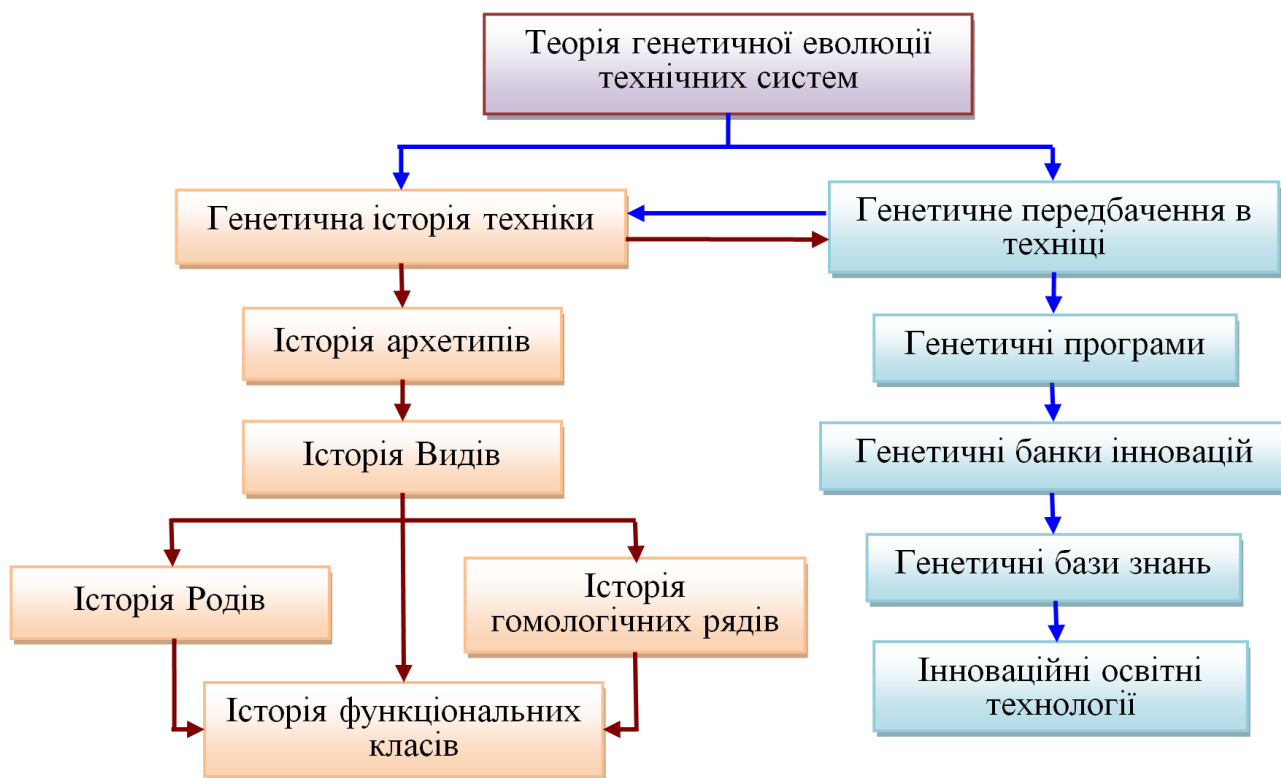 Теорія генетичної еволюції
технічних систем
Генетична історія техніки
Генетичне передбачення в
техніці
Історія архетипів
Генетичні програми
Історія Видів
Генетичні банки інновацій
Історія Родів
Історія
гомологічних рядів
Генетичні бази знань
Історія функціональних
класів
Інноваційні освітні
технології